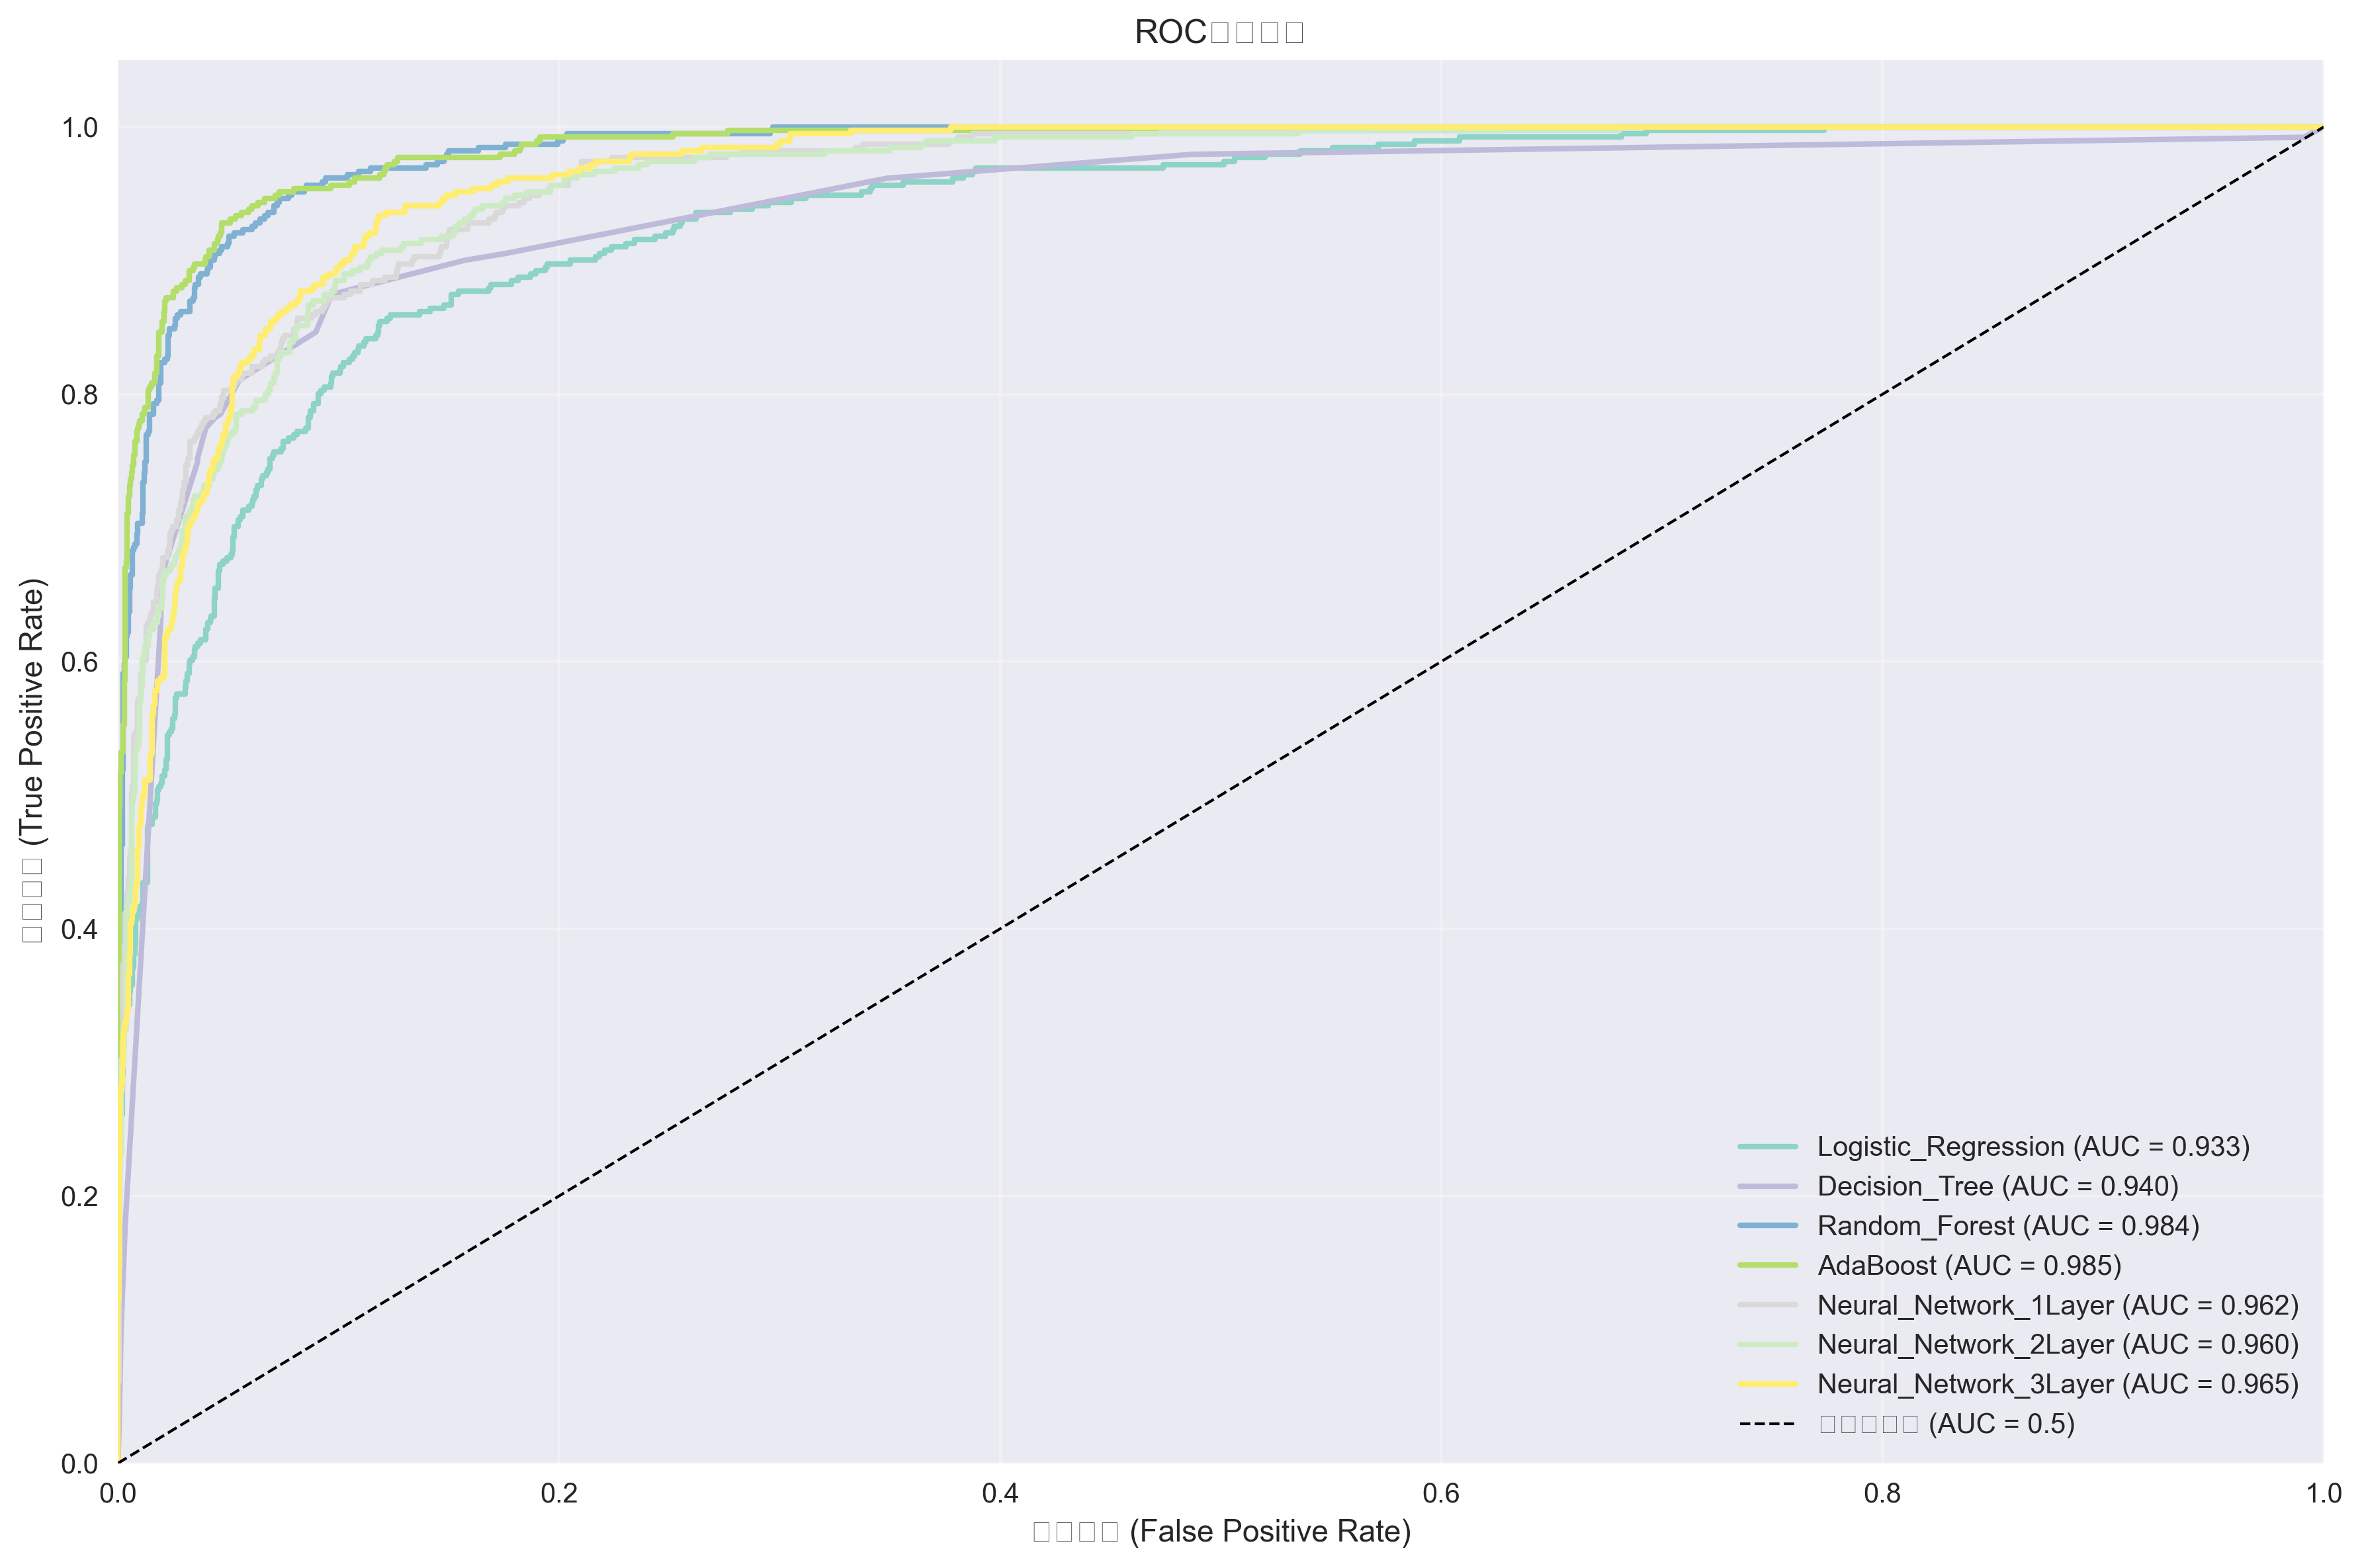 ROC
1.0
0.8
0.6
0.4
0.2
0.0
(True Positive Rate)
0.0 0.2 0.4 0.6 0.8 1.0
(False Positive Rate)
Logistic_Regression (AUC = 0.933)
Decision_Tree (AUC = 0.940)
Random_Forest (AUC = 0.984)
AdaBoost (AUC = 0.985)
Neural_Network_1Layer (AUC = 0.962)
Neural_Network_2Layer (AUC = 0.960)
Neural_Network_3Layer (AUC = 0.965)
(AUC = 0.5)